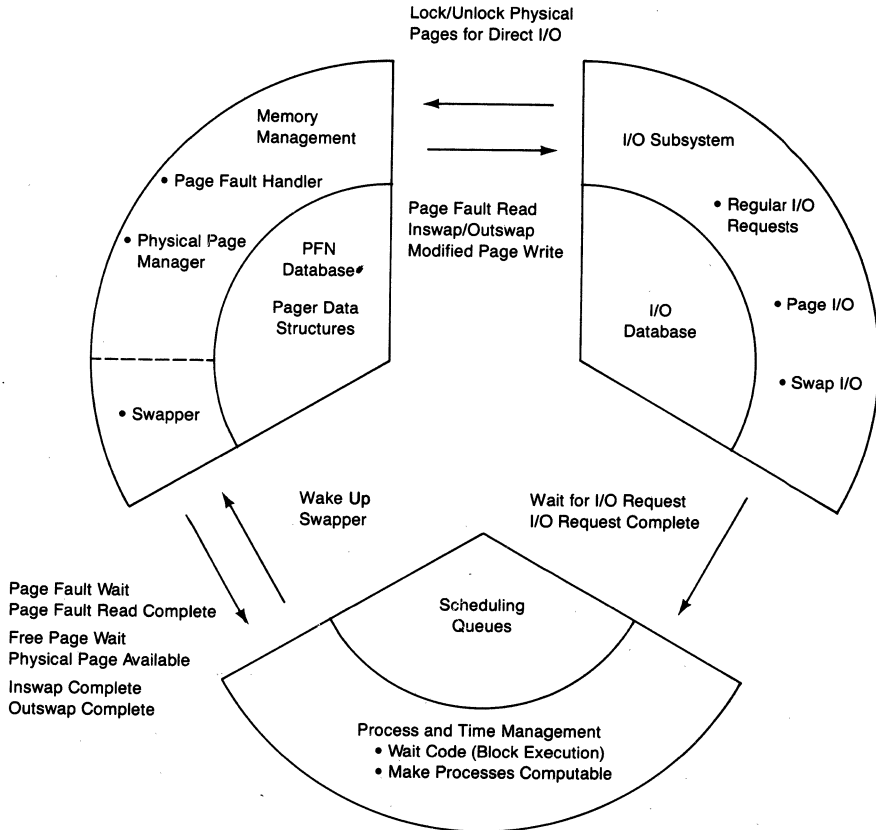 Lock/Unlock Physical
Pages for Direct I/O
Memory
Management
• Page Fault Handler
• Physical Page
Manager
PFN
Database
Pager Data
Structures
• Swapper
Page Fault Read
Inswap/Outswap
Modified Page Write
I/O Subsystem
• Regular I/O
Requests
• Page I/O
• Swap I/O
I/O
Database
Wake Up
Swapper
Wait for I/O Request
I/O Request Complete
Page Fault Wait
Page Fault Read Complete
Free Page Wait
Physical Page Available
Inswap Complete
Outswap Complete
Scheduling
Queues
Process and Time Management
• Wait Code (Block Execution)
• Make Processes Computable